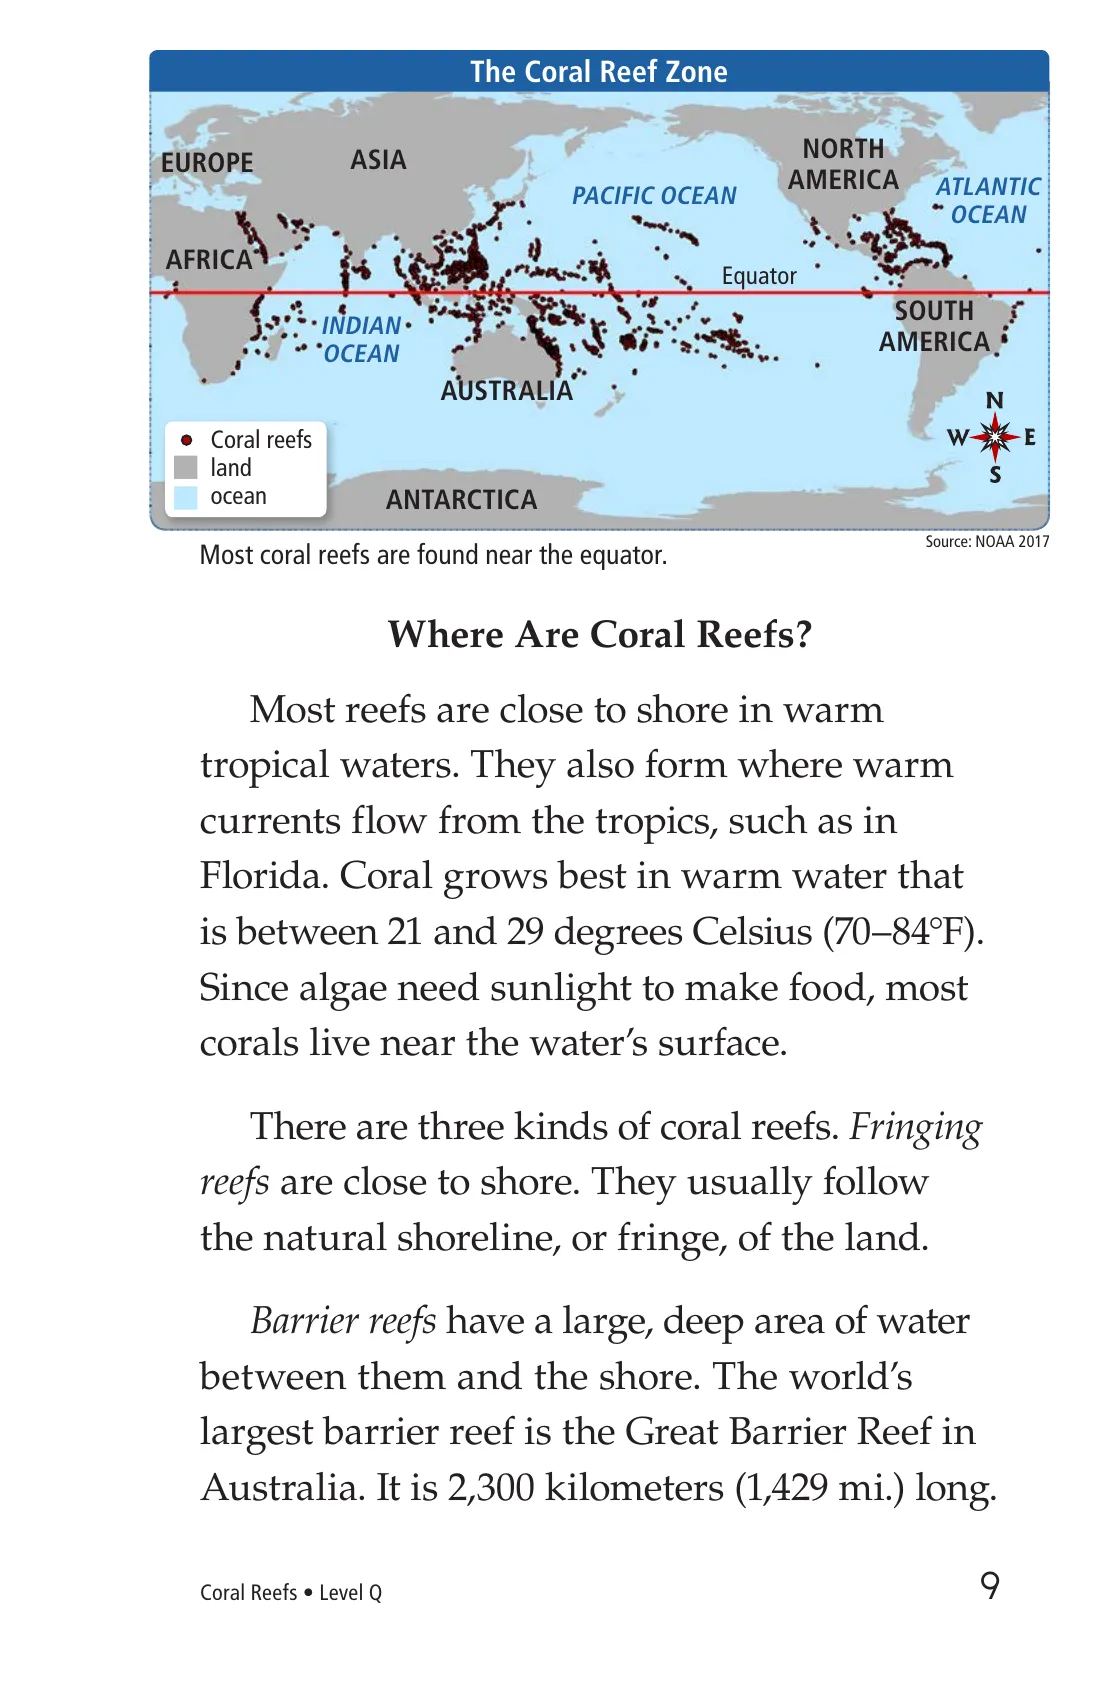 The Coral Reef Zone
EUROPE
ASIA
NORTH
AMERICA
PACIFIC OCEAN
ATLANTIC
OCEAN
AFRICA
Equator
INDIAN
OCEAN
SOUTH
AMERICA
AUSTRALIA
N
W E
S
Coral reefs
land
ocean
ANTARCTICA
Source: NOAA 2017
Most coral reefs are found near the equator.
Where Are Coral Reefs?
Most reefs are close to shore in warm
tropical waters. They also form where warm
currents flow from the tropics, such as in
Florida. Coral grows best in warm water that
is between 21 and 29 degrees Celsius (70–84°F).
Since algae need sunlight to make food, most
corals live near the water’s surface.
There are three kinds of coral reefs. Fringing
reefs are close to shore. They usually follow
the natural shoreline, or fringe, of the land.
Barrier reefs have a large, deep area of water
between them and the shore. The world’s
largest barrier reef is the Great Barrier Reef in
Australia. It is 2,300 kilometers (1,429 mi.) long.
Coral Reefs • Level Q
9